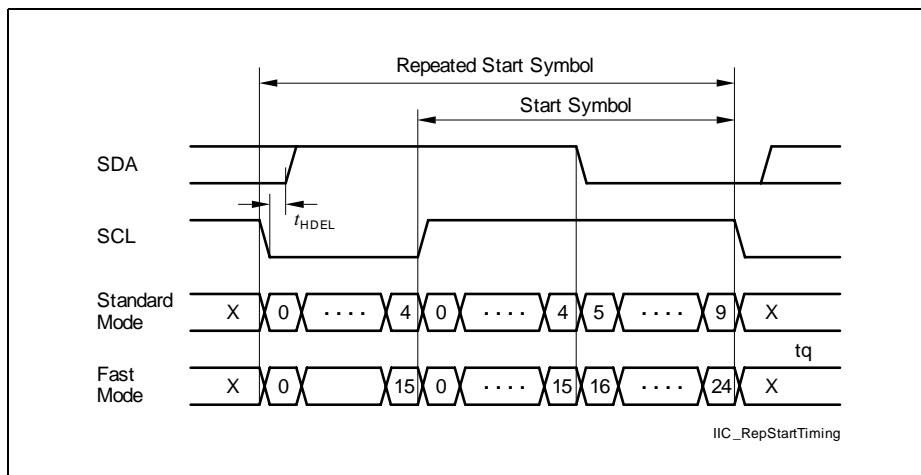 Repeated Start Symbol
Start Symbol
SDA
tHDEL
SCL
Standard Mode X 0 ···· 4 0 ···· 4 5 ···· 9 X
tq
Fast Mode X 0 15 0 ···· 15 16 ···· 24 X
IIC_RepStartTiming